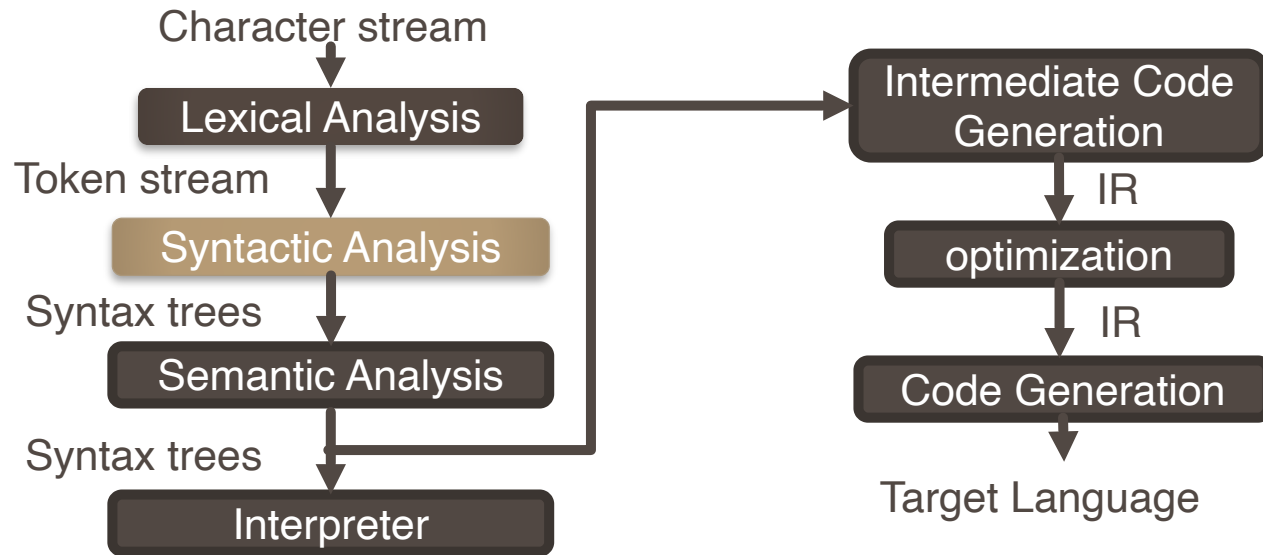 Character stream
Lexical Analysis
Token stream
Syntactic Analysis
Syntax trees
Semantic Analysis
Syntax trees
Interpreter
Intermediate Code
Generation
IR
optimization
IR
Code Generation
Target Language